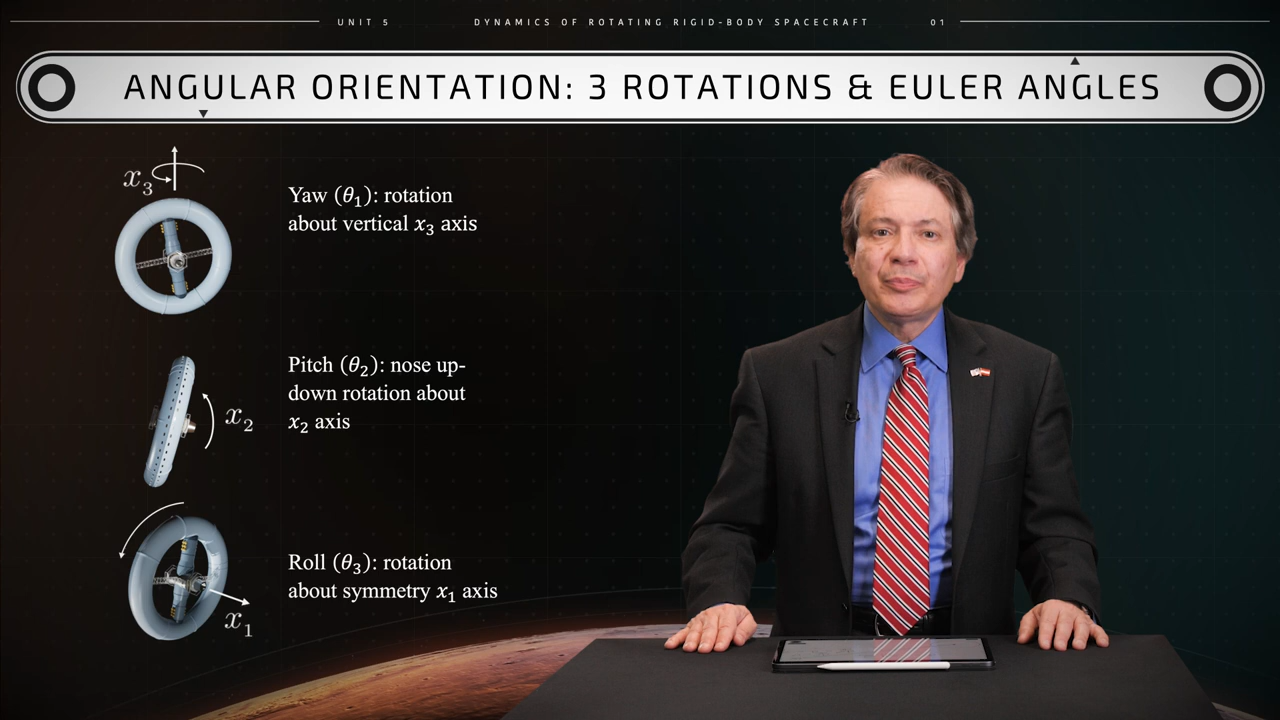 UNIT 5 DYNAMICS OF ROTATING RIGID-BODY SPACECRAFT 01
ANGULAR ORIENTATION: 3 ROTATIONS & EULER ANGLES
x₃
Yaw (θ₁): rotation
about vertical x₃ axis
Pitch (θ₂): nose up-
down rotation about
x₂ axis
x₂
Roll (θ₃): rotation
about symmetry x₁ axis
x₁